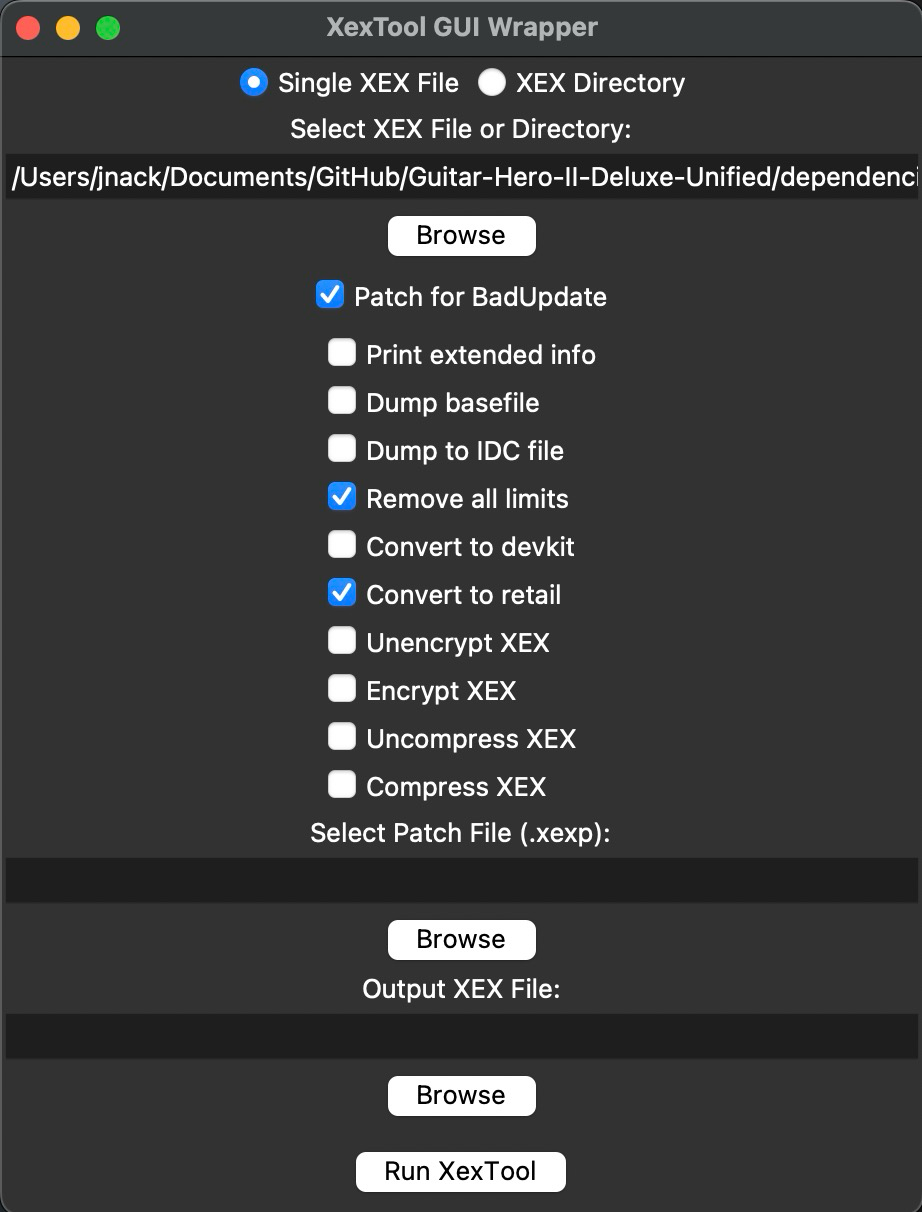 XexTool GUI Wrapper
Single XEX File XEX Directory
Select XEX File or Directory:
/Users/jnack/Documents/GitHub/Guitar-Hero-II-Deluxe-Unified/dependenci
Browse
Patch for BadUpdate
Print extended info
Dump basefile
Dump to IDC file
Remove all limits
Convert to devkit
Convert to retail
Unencrypt XEX
Encrypt XEX
Uncompress XEX
Compress XEX
Select Patch File (.xexp):
Browse
Output XEX File:
Browse
Run XexTool